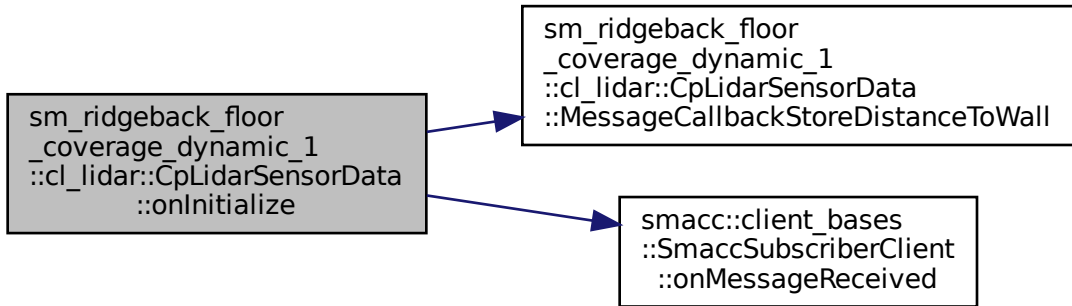 sm_ridgeback_floor
_coverage_dynamic_1
::cl_lidar::CpLidarSensorData
::onInitialize
sm_ridgeback_floor
_coverage_dynamic_1
::cl_lidar::CpLidarSensorData
::MessageCallbackStoreDistanceToWall
smacc::client_bases
::SmaccSubscriberClient
::onMessageReceived